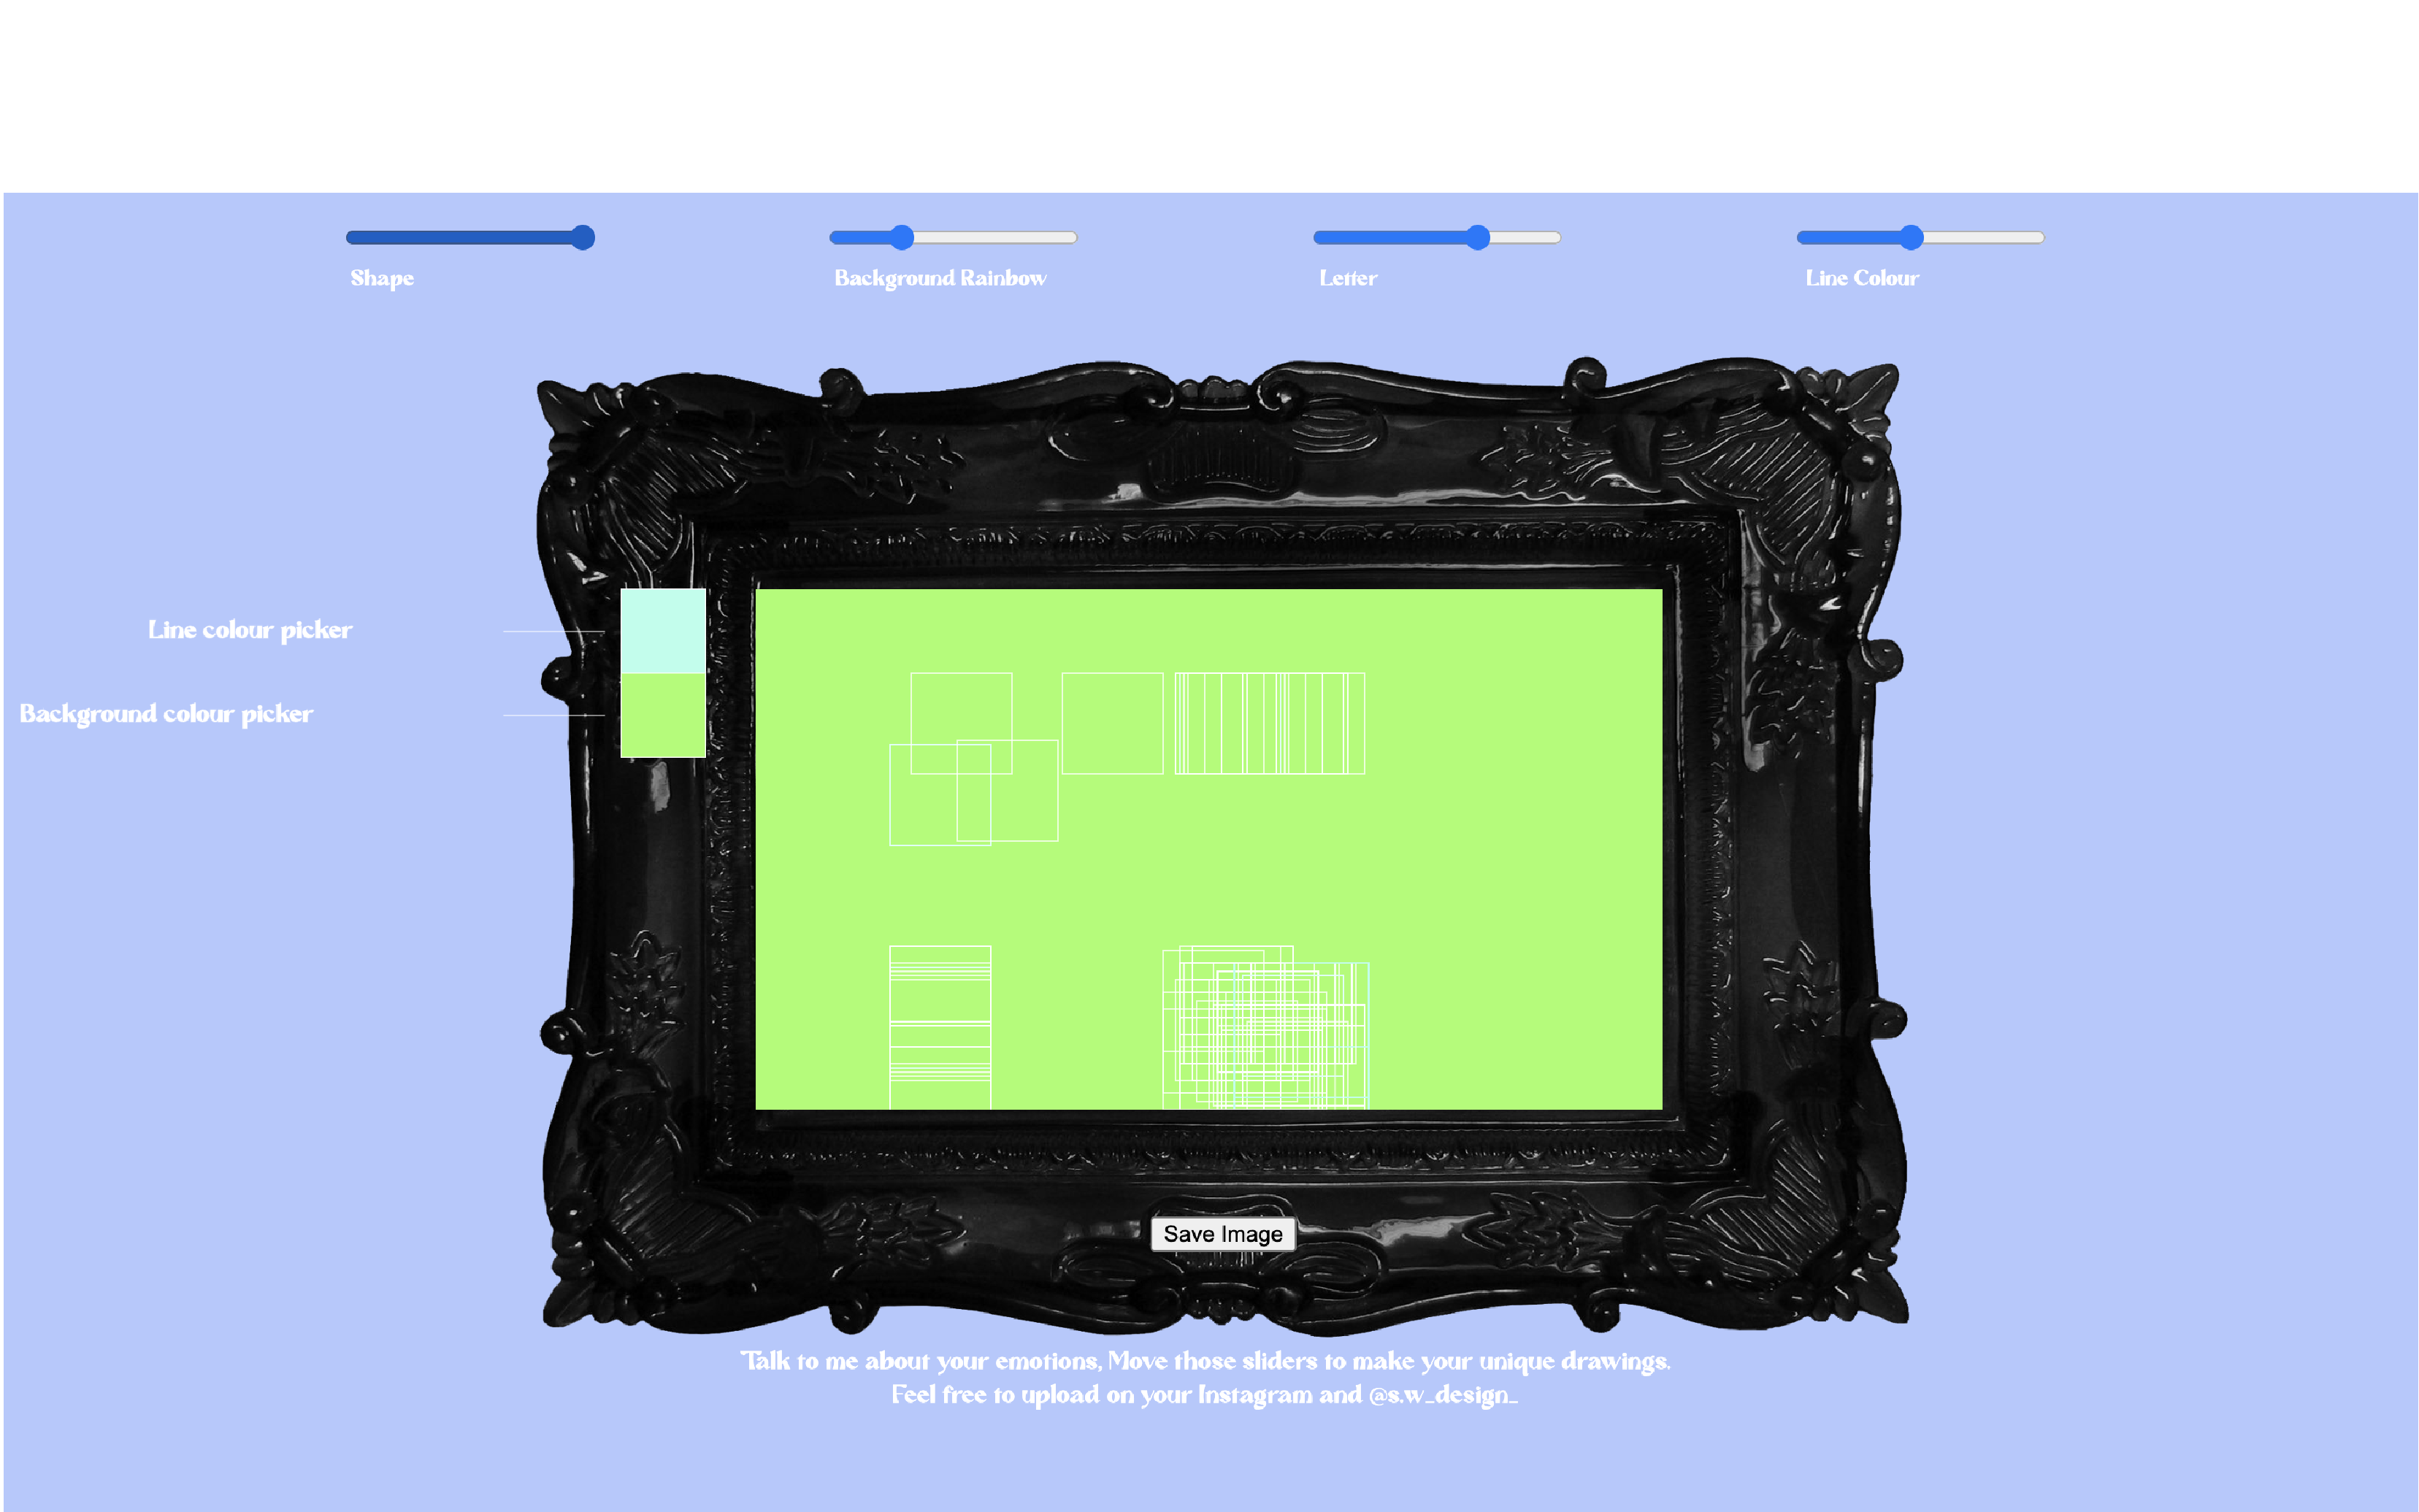 Shape
Background Rainbow
Letter
Line Colour
Line colour picker
Background colour picker
Save Image
Talk to me about your emotions, Move those sliders to make your unique drawings.
Feel free to upload on your Instagram and @s.w_design_